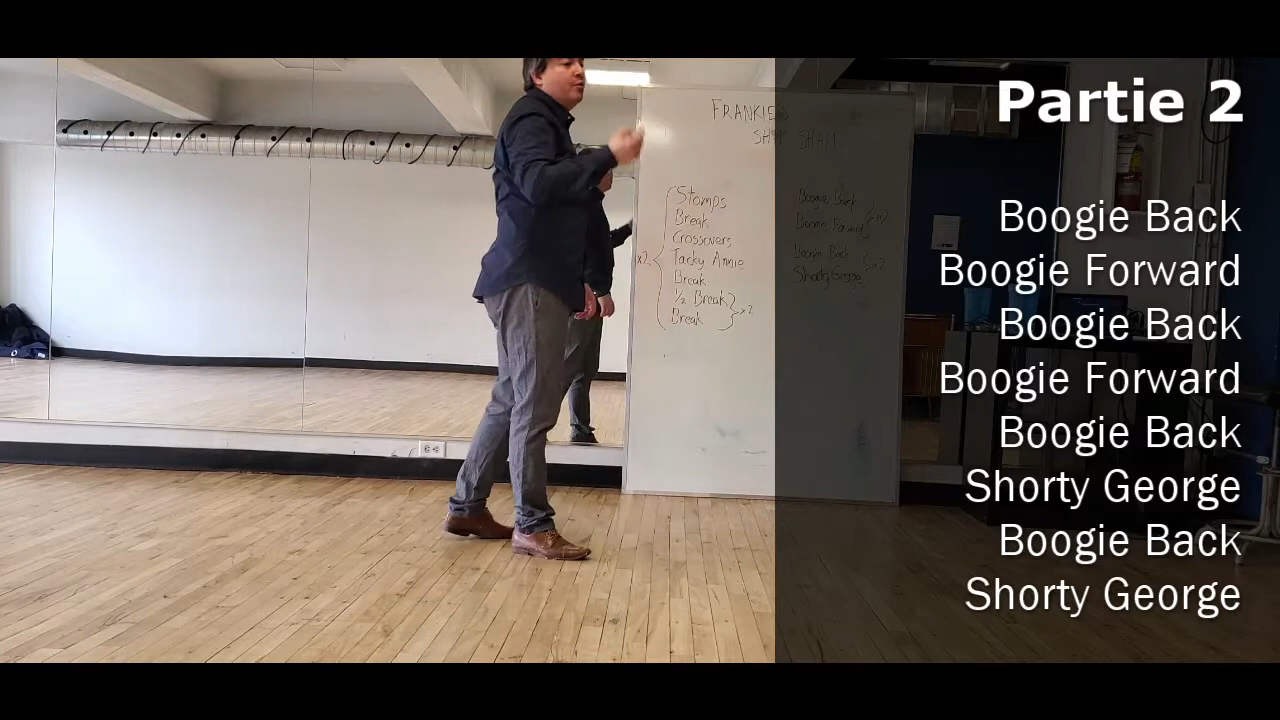 Partie 2
Boogie Back
Boogie Forward
Boogie Back
Boogie Forward
Boogie Back
Shorty George
Boogie Back
Shorty George
FRANKIE'S
SHIM SHAM
x2
Stomps
Break
Crossovers
Tacky Annie
Break
1/2 Break
Break
x2
Boogie Back
Boogie Forward
x2
Boogie Back
Shorty George
x2